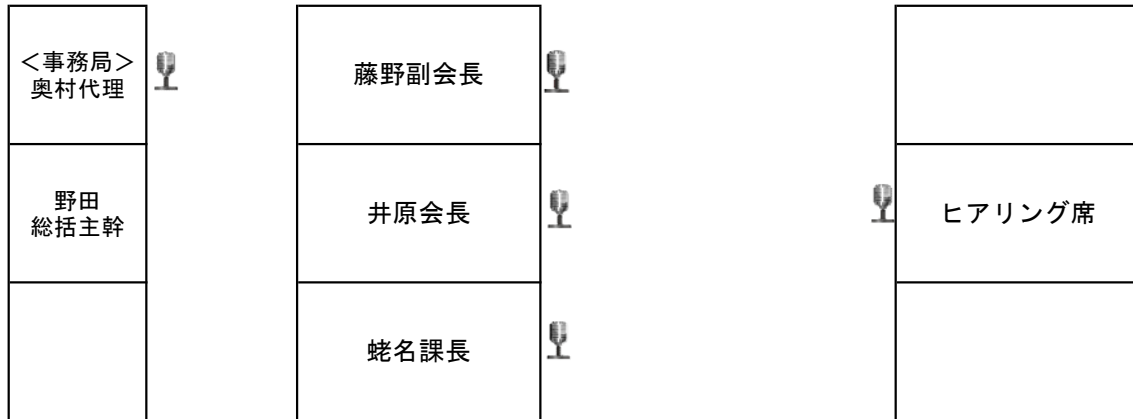 ＜事務局＞
奥村代理
野田
総括主幹
藤野副会長
井原会長
蛯名課長
ヒアリング席